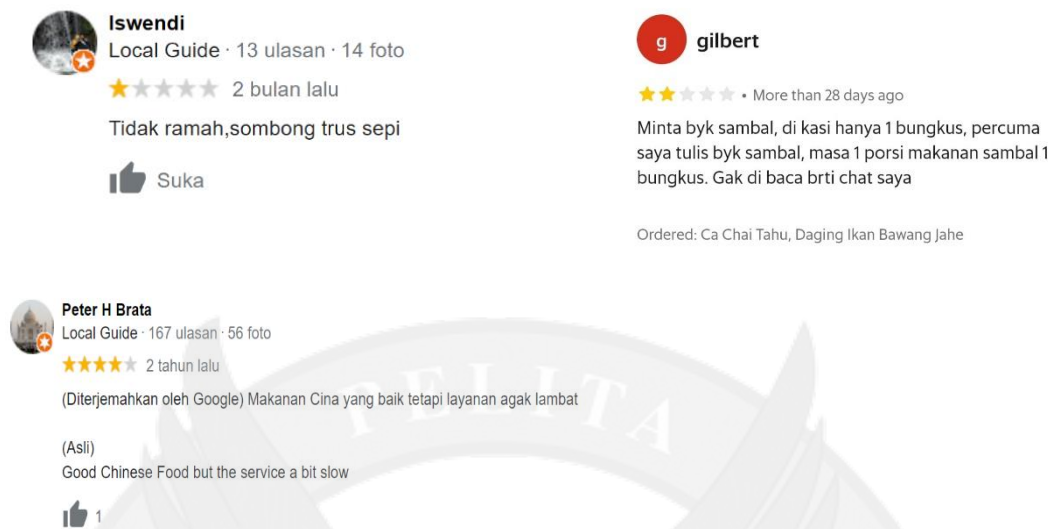 Iswendi
Local Guide · 13 ulasan · 14 foto
2 bulan lalu
Tidak ramah,sombong trus sepi
Suka
g
gilbert
• More than 28 days ago
Minta byk sambal, di kasi hanya 1 bungkus, percuma
saya tulis byk sambal, masa 1 porsi makanan sambal 1
bungkus. Gak di baca brti chat saya
Ordered: Ca Chai Tahu, Daging Ikan Bawang Jahe
Peter H Brata
Local Guide · 167 ulasan · 56 foto
2 tahun lalu
(Diterjemahkan oleh Google) Makanan Cina yang baik tetapi layanan agak lambat
(Asli)
Good Chinese Food but the service a bit slow
1
PELITA